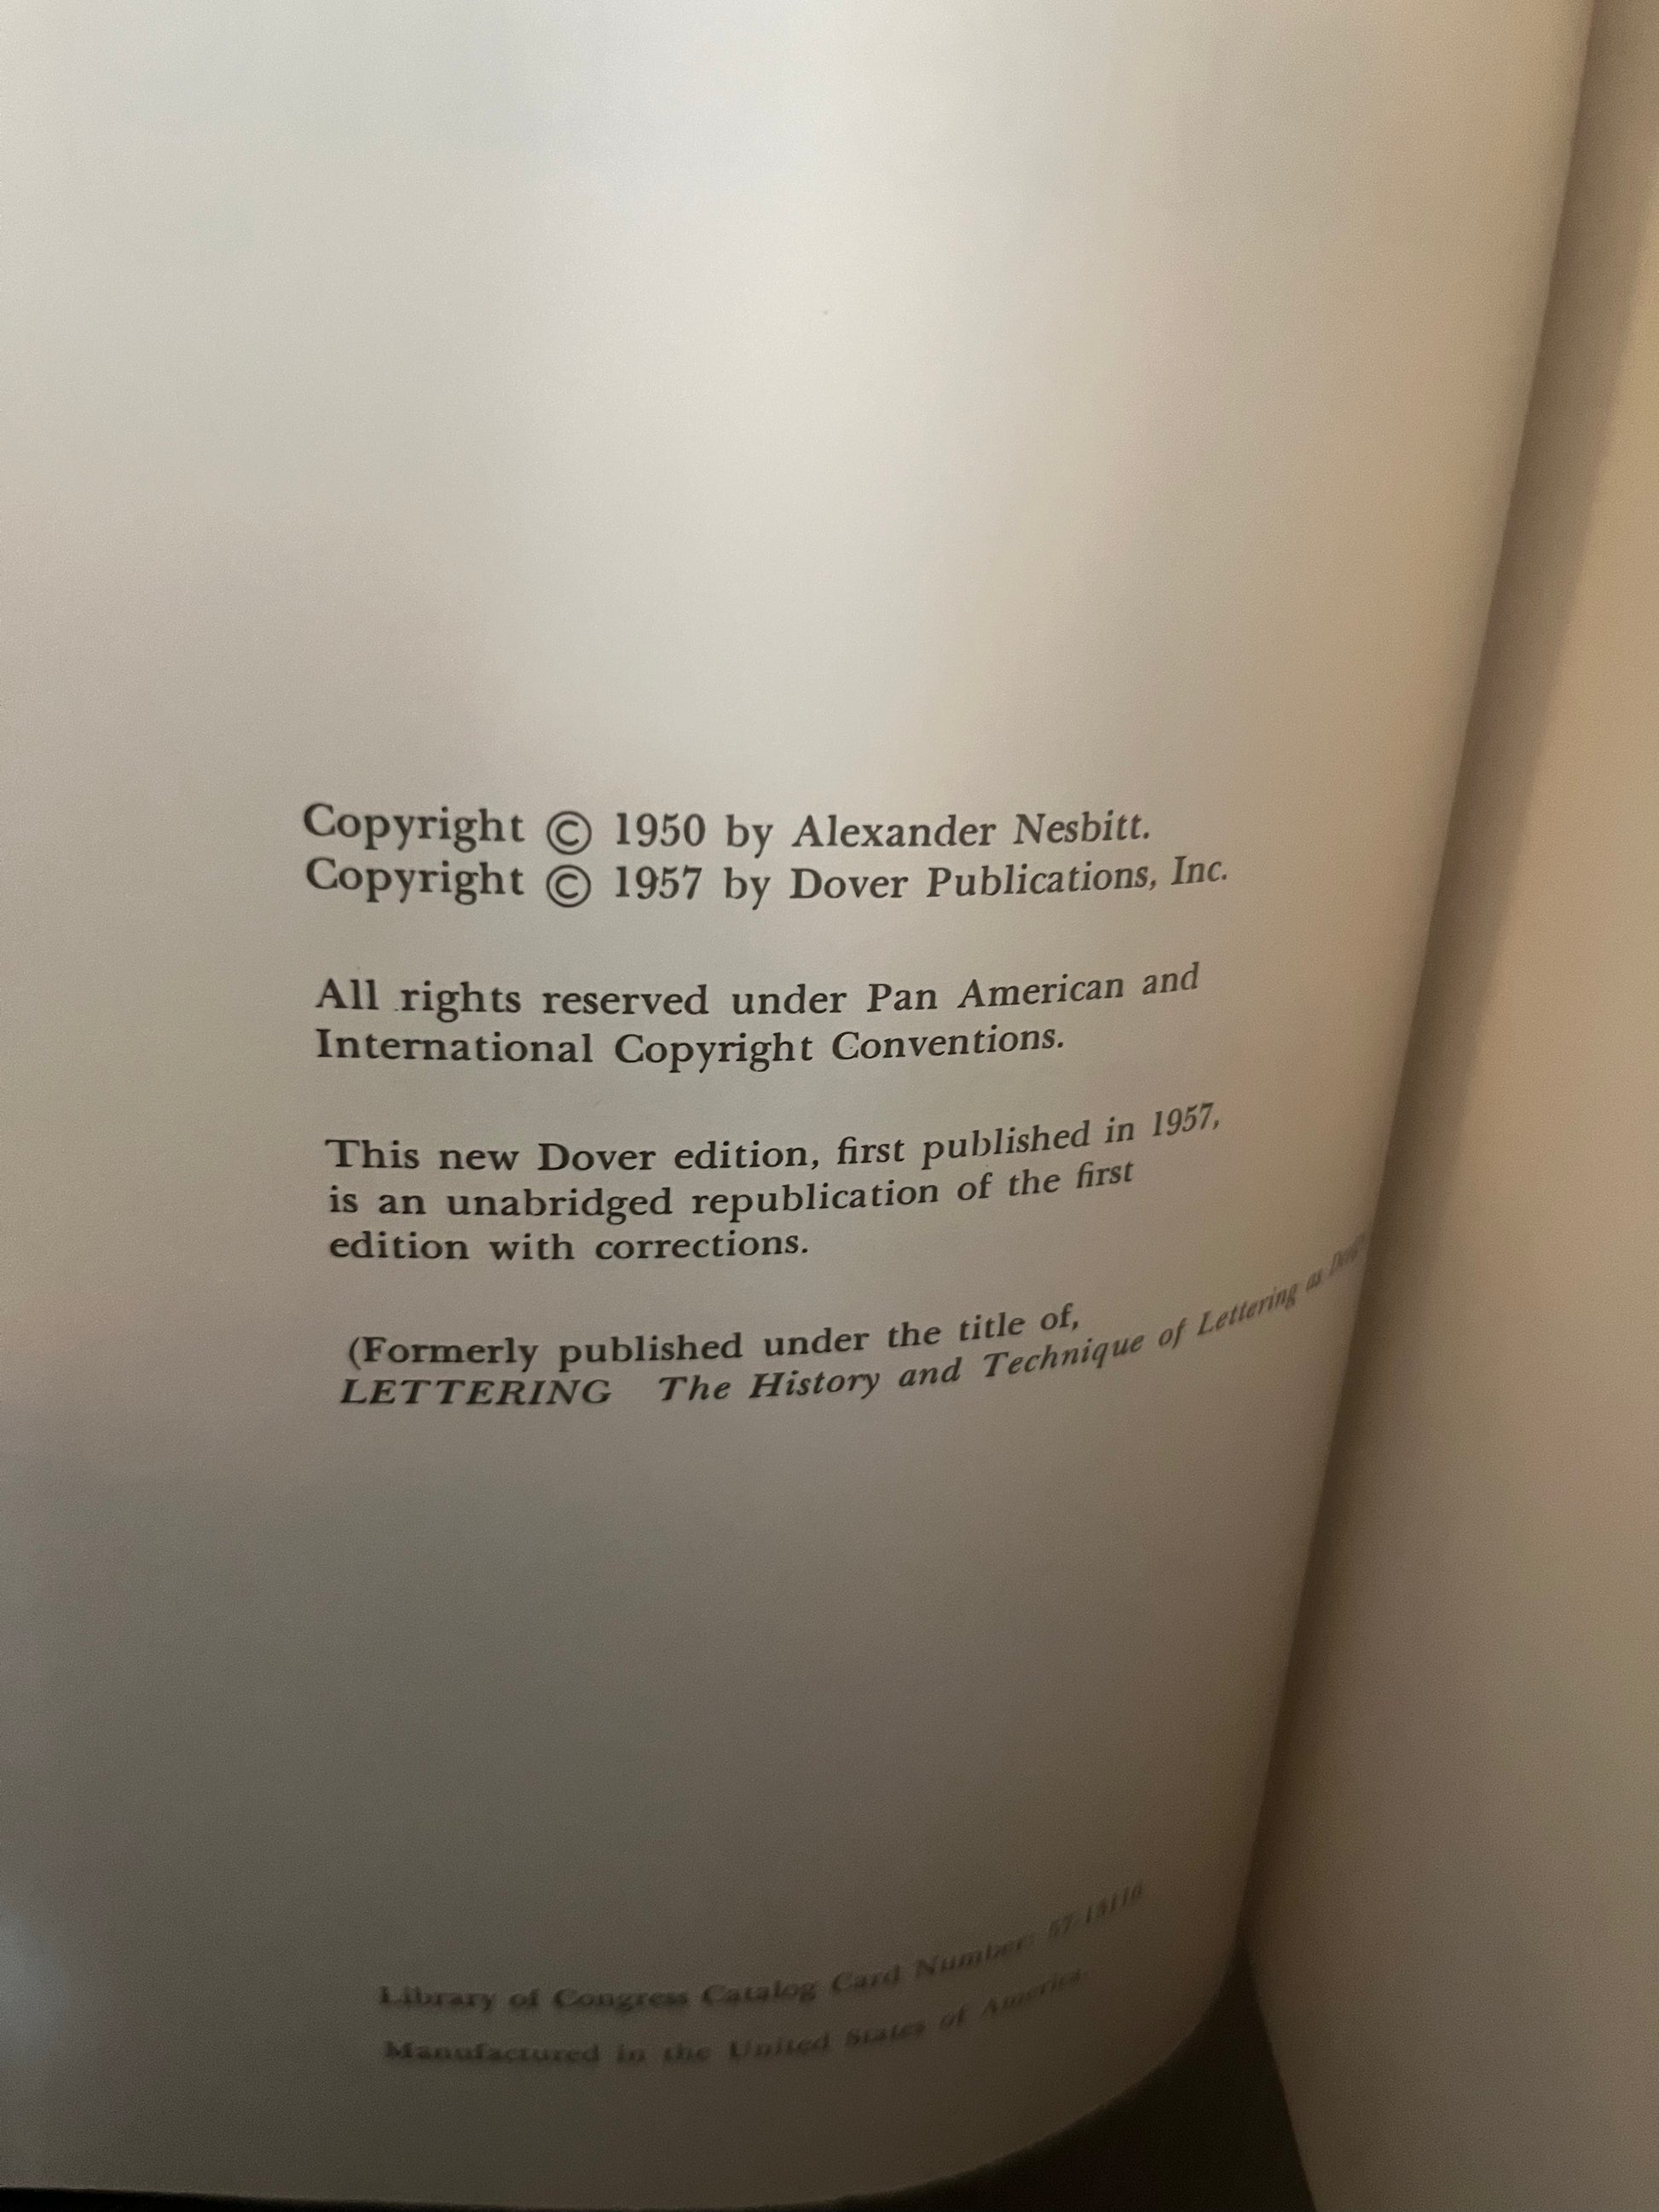 Copyright © 1950 by Alexander Nesbitt.
Copyright © 1957 by Dover Publications, Inc.
All rights reserved under Pan American and
International Copyright Conventions.
This new Dover edition, first published in 1957,
is an unabridged republication of the first
edition with corrections.
(Formerly published under the title of,
LETTERING The History and Technique of Lettering as
Library of Congress Catalog Card Number:
Manufactured in the United States of America.